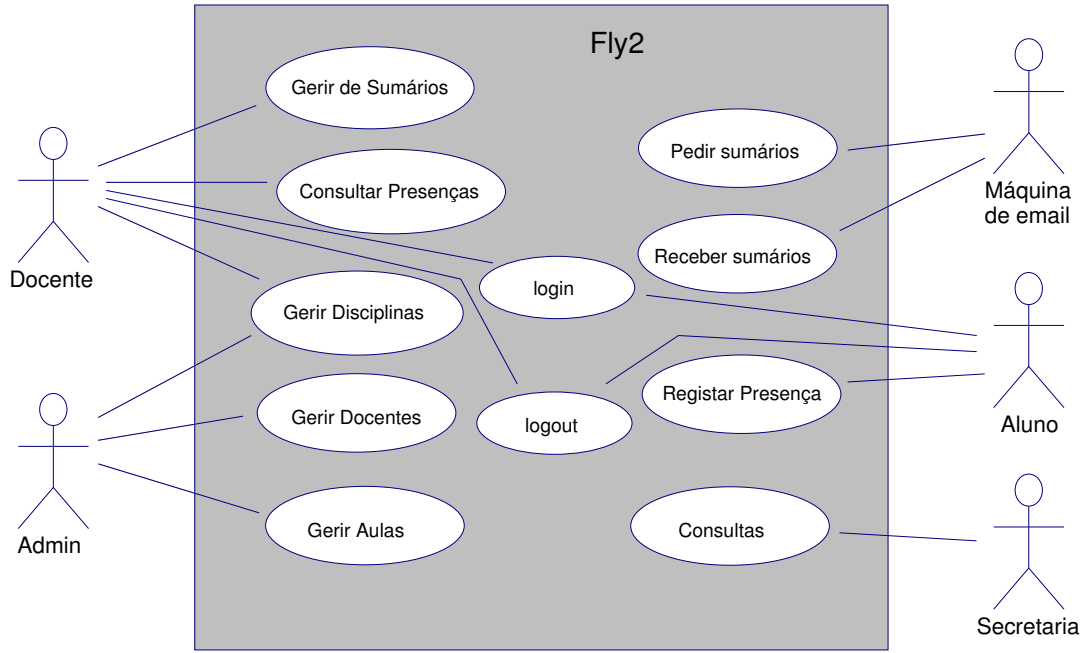 Fly2
Gerir de Sumários
Pedir sumários
Consultar Presenças
Máquina
de email
Docente
Receber sumários
login
Gerir Disciplinas
Registar Presença
Gerir Docentes
logout
Aluno
Gerir Aulas
Consultas
Admin
Secretaria